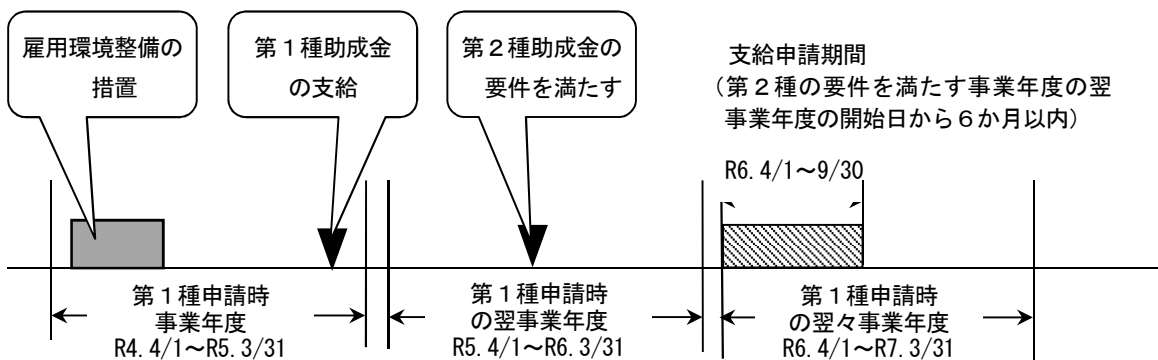 雇用環境整備の
措置
第１種助成金
の支給
第２種助成金の
要件を満たす
支給申請期間
（第２種の要件を満たす事業年度の翌
事業年度の開始日から６か月以内）
R6.4/1～9/30
第１種申請時
事業年度
R4.4/1～R5.3/31
第１種申請時
の翌事業年度
R5.4/1～R6.3/31
第１種申請時
の翌々事業年度
R6.4/1～R7.3/31